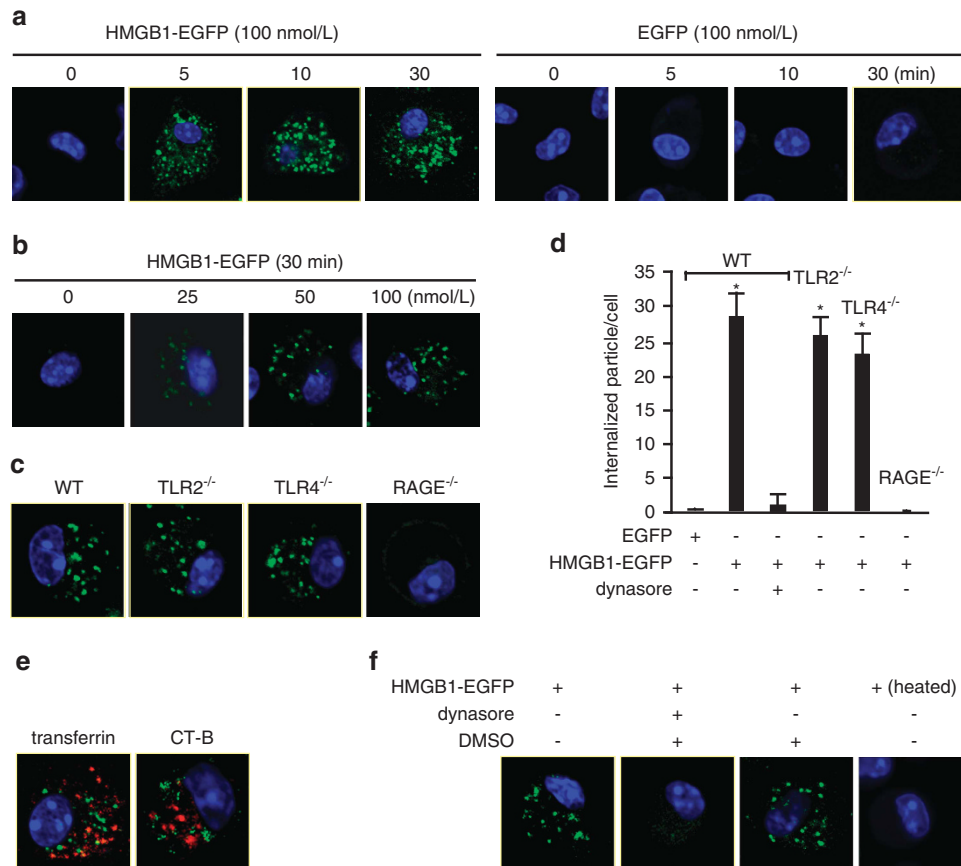 a
HMGB1-EGFP (100 nmol/L)
EGFP (100 nmol/L)
0 5 10 30 0 5 10 30 (min)
b
HMGB1-EGFP (30 min)
0 25 50 100 (nmol/L)
c
WT TLR2-/- TLR4-/- RAGE-/-
d
WT
TLR2-/-
TLR4-/-
RAGE-/-
* * *
Internalized particle/cell
35
30
25
20
15
10
5
0
EGFP + - - - - -
HMGB1-EGFP - + + + + +
dynasore - - + - - -
e
transferrin CT-B
f
HMGB1-EGFP + + + + (heated)
dynasore - + - -
DMSO - + + -